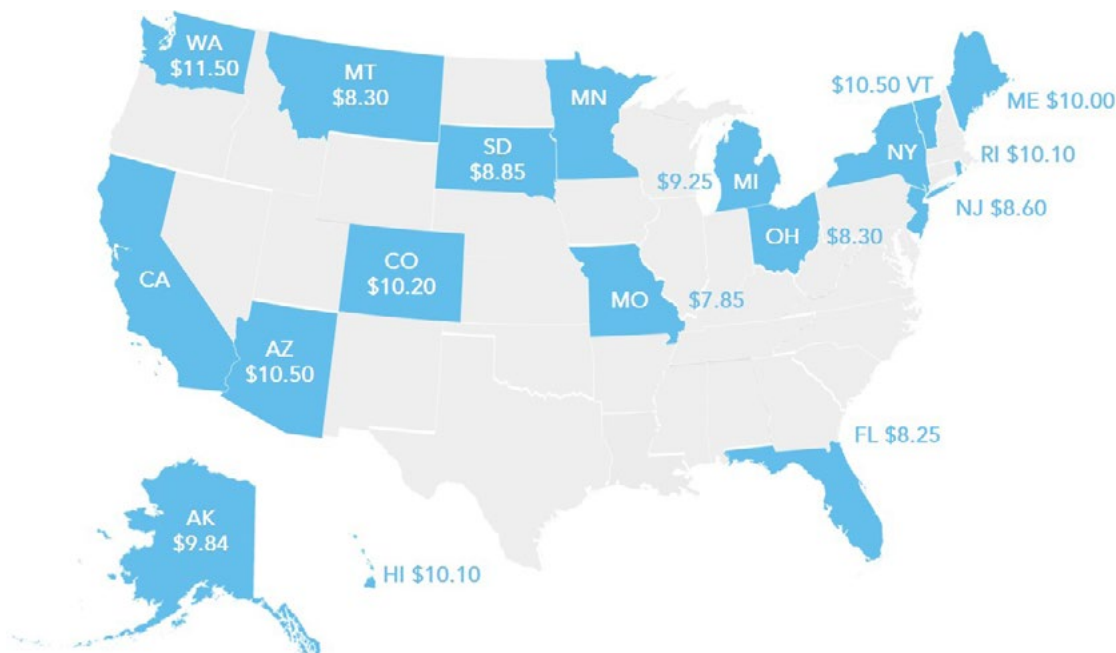 WA
$11.50
MT
$8.30
MN
$10.50 VT
ME $10.00
SD
$8.85
$9.25
MI
NY
RI $10.10
NJ $8.60
OH
$8.30
CA
CO
$10.20
MO
$7.85
AZ
$10.50
FL $8.25
AK
$9.84
HI $10.10